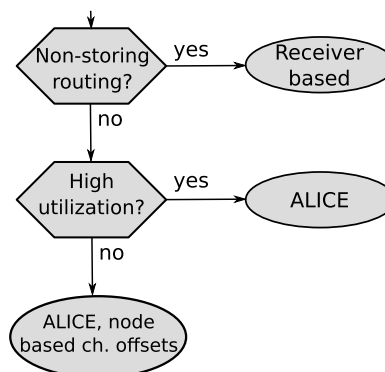 Non-storing
routing?
yes
Receiver
based
no
High
utilization?
yes
ALICE
no
ALICE, node
based ch. offsets